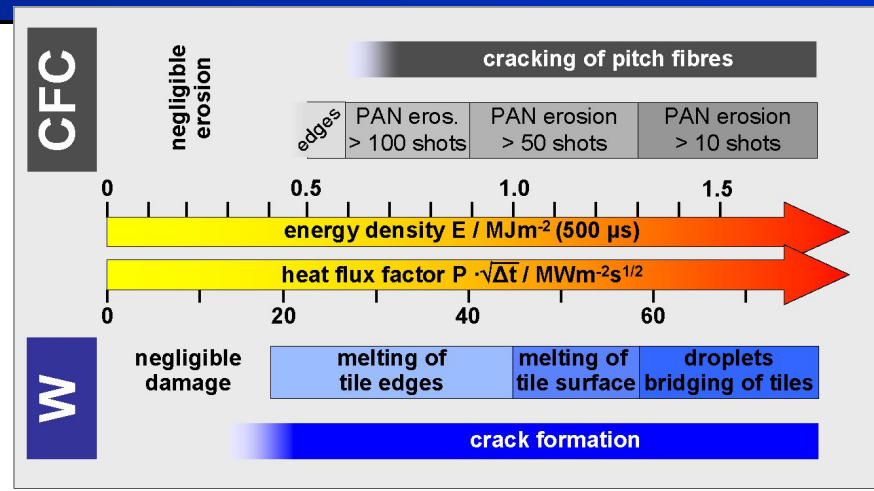 CFC
negligible
erosion
cracking of pitch fibres
edges
PAN eros.
> 100 shots
PAN erosion
> 50 shots
PAN erosion
> 10 shots
0 0.5 1.0 1.5
energy density E / MJm⁻² (500 µs)
heat flux factor P ·√Δt / MWm⁻²s¹/²
0 20 40 60
W
negligible
damage
melting of
tile edges
melting of
tile surface
droplets
bridging of tiles
crack formation